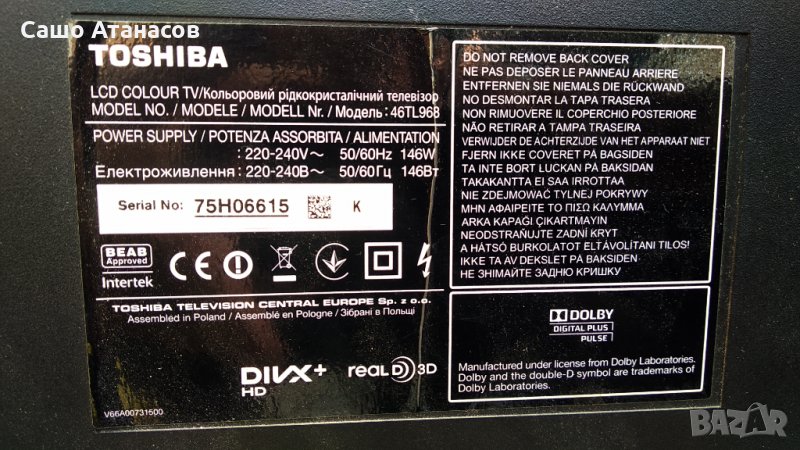 Сашо Атанасов
TOSHIBA
LCD COLOUR TV/Кольоровий рідкокристалічний телевізор
MODEL NO. / MODELE / MODELL Nr. / Модель: 46TL968
POWER SUPPLY / POTENZA ASSORBITA / ALIMENTATION
: 220-240V~ 50/60Hz 146W
Електроживлення : 220-240В~ 50/60Гц 146Вт
Serial No: 75H06615 K
BEAB
Approved
Intertek
CE
TOSHIBA TELEVISION CENTRAL EUROPE Sp. z o.o.
Assembled in Poland / Assemblé en Pologne / Зібрані в Польщі
DIVX+
HD
REAL D 3D
V66A00731500
DO NOT REMOVE BACK COVER
NE PAS DEPOSER LE PANNEAU ARRIERE
ENTFERNEN SIE NIEMALS DIE RÜCKWAND
NO DESMONTAR LA TAPA TRASERA
NON RIMUOVERE IL COPERCHIO POSTERIORE
NÃO RETIRAR A TAMPA TRASEIRA
VERWIJDER DE ACHTERZIJDE VAN HET APPARAAT NIET
FJERN IKKE COVERET PÅ BAGSIDEN
TA INTE BORT LUCKAN PÅ BAKSIDAN
TAKAKANTTA EI SAA IRROTTAA
NIE ZDEJMOWAĆ TYLNEJ POKRYWY
ΜΗΝ ΑΦΑΙΡΕΙΤΕ ΤΟ ΠΙΣΩ ΚΑΛΥΜΜΑ
ARKA KAPAĞI ÇIKARTMAYIN
NEODSTRAŇUJTE ZADNÍ KRYT
A HÁTSÓ BURKOLATOT ELTÁVOLÍTANI TILOS!
IKKE TA AV DEKSLET PÅ BAKSIDEN
НЕ ЗНІМАЙТЕ ЗАДНЮ КРИШКУ
DOLBY
DIGITAL PLUS
PULSE
Manufactured under license from Dolby Laboratories.
Dolby and the double-D symbol are trademarks of
Dolby Laboratories.
BAZAR